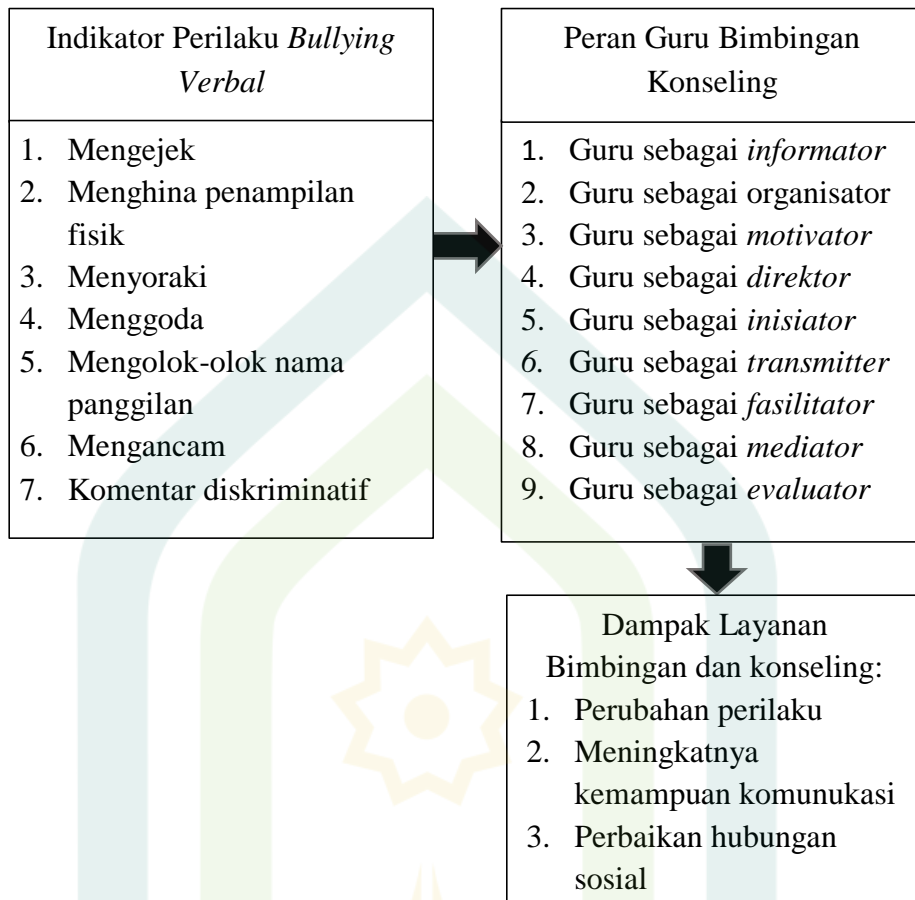 Indikator Perilaku Bullying
Verbal
1. Mengejek
2. Menghina penampilan
fisik
3. Menyoraki
4. Menggoda
5. Mengolok-olok nama
panggilan
6. Mengancam
7. Komentar diskriminatif
Peran Guru Bimbingan
Konseling
1. Guru sebagai informator
2. Guru sebagai organisator
3. Guru sebagai motivator
4. Guru sebagai direktor
5. Guru sebagai inisiator
6. Guru sebagai transmitter
7. Guru sebagai fasilitator
8. Guru sebagai mediator
9. Guru sebagai evaluator
Dampak Layanan
Bimbingan dan konseling:
1. Perubahan perilaku
2. Meningkatnya
kemampuan komunukasi
3. Perbaikan hubungan
sosial